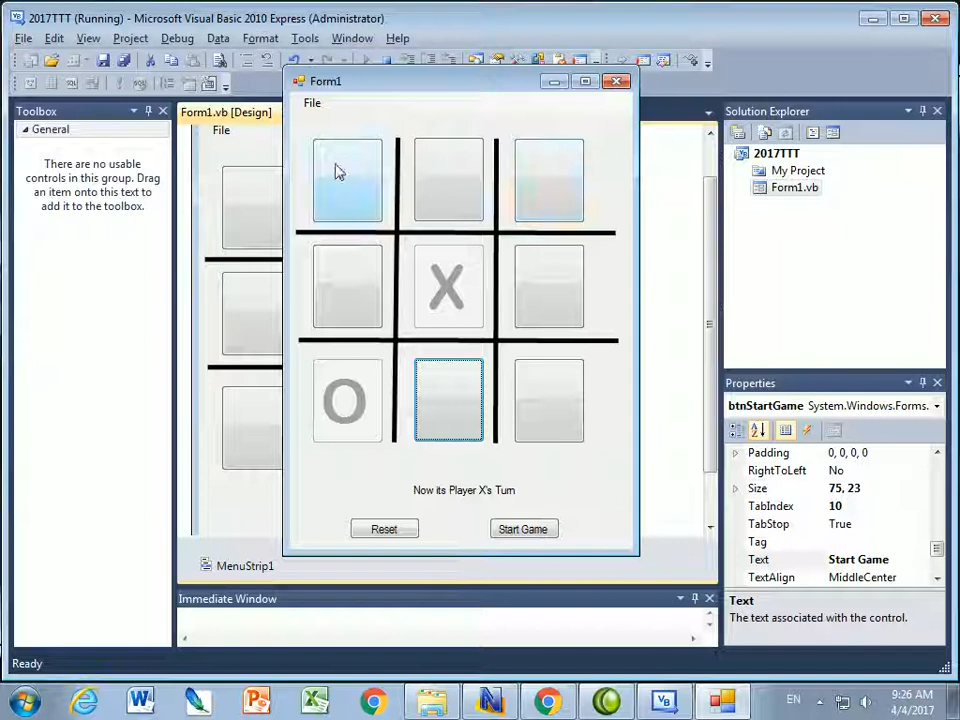 2017TTT (Running) - Microsoft Visual Basic 2010 Express (Administrator)
File Edit View Project Debug Data Format Tools Window Help
Toolbox
General
There are no usable
controls in this group. Drag
an item onto this text to
add it to the toolbox.
Form1.vb [Design]
File
MenuStrip1
Form1
File
X
O
Now its Player X's Turn
Reset
Start Game
Immediate Window
Solution Explorer
2017TTT
My Project
Form1.vb
Properties
btnStartGame System.Windows.Forms.
Padding 0, 0, 0, 0
RightToLeft No
Size 75, 23
TabIndex 10
TabStop True
Tag
Text Start Game
TextAlign MiddleCenter
Text
The text associated with the control.
Ready
EN
9:26 AM
4/4/2017